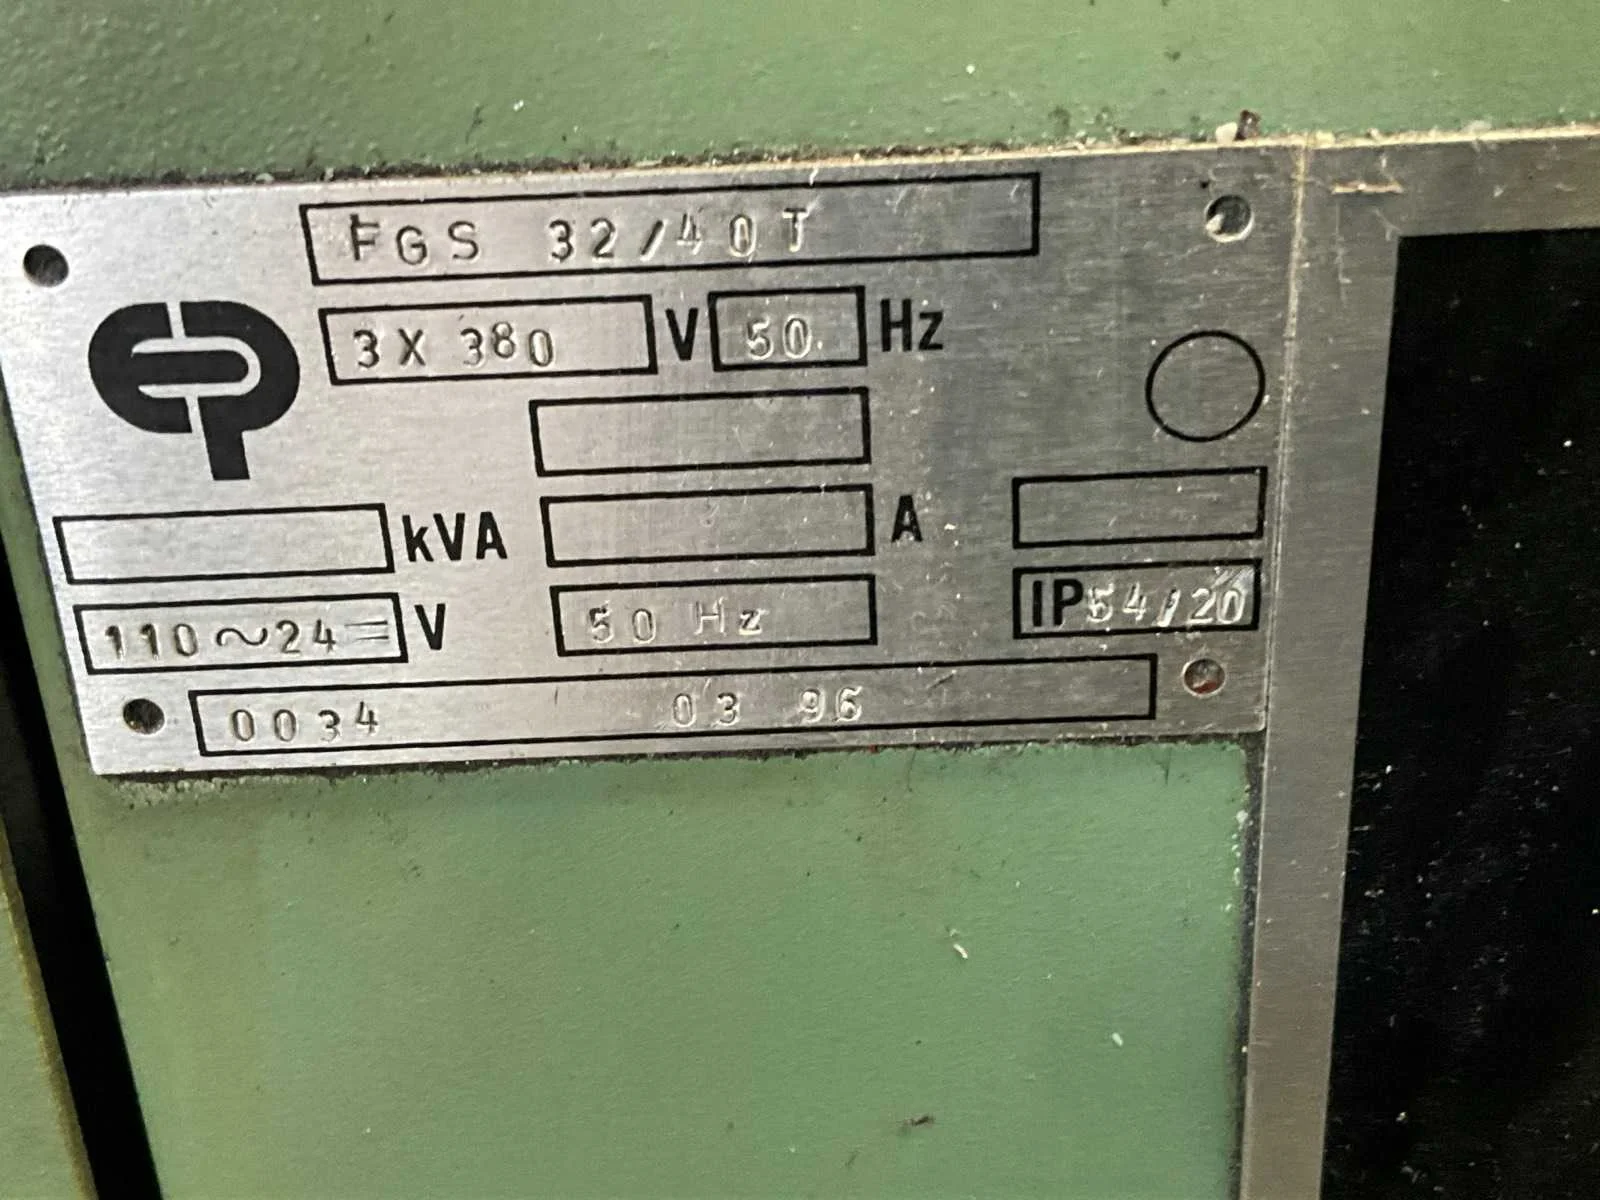 FGS 32/40T
3 X 380 V 50 Hz
kVA A
110~24= V 50 Hz IP54/20
0034 03 96